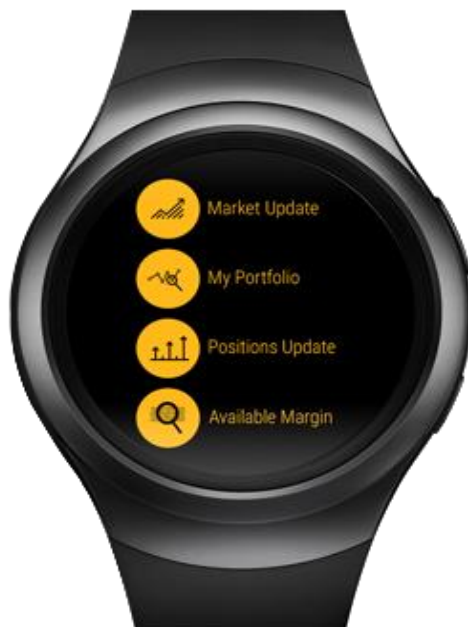 Market Update
My Portfolio
Positions Update
Available Margin